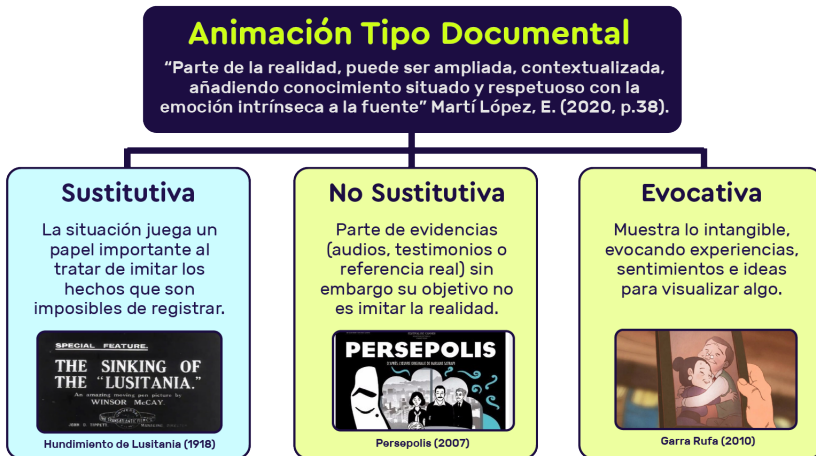 Animación Tipo Documental
“Parte de la realidad, puede ser ampliada, contextualizada,
añadiendo conocimiento situado y respetuoso con la
emoción intrínseca a la fuente” Martí López, E. (2020, p.38).
Sustitutiva
La situación juega un
papel importante al
tratar de imitar los
hechos que son
imposibles de registrar.
SPECIAL FEATURE.
THE SINKING OF
THE “LUSITANIA.”
An amazing moving pen picture by
WINSOR McCAY
Hundimiento de Lusitania (1918)
No Sustitutiva
Parte de evidencias
(audios, testimonios o
referencia real) sin
embargo su objetivo no
es imitar la realidad.
PERSEPOLIS
Persepolis (2007)
Evocativa
Muestra lo intangible,
evocando experiencias,
sentimientos e ideas
para visualizar algo.
Garra Rufa (2010)